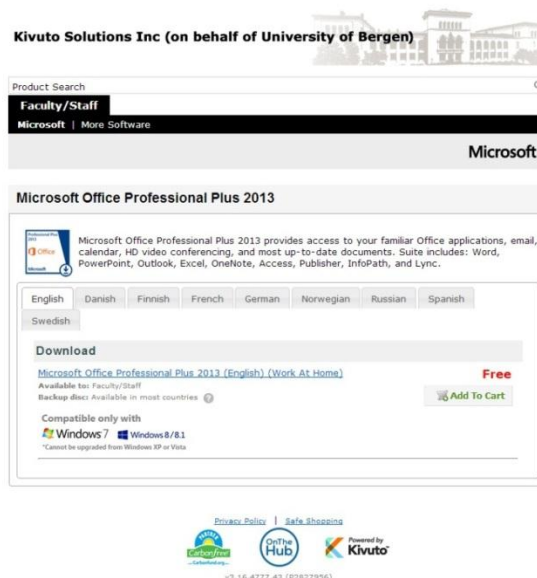 Kivuto Solutions Inc (on behalf of University of Bergen)
Product Search
Faculty/Staff
Microsoft | More Software
Microsoft
Microsoft Office Professional Plus 2013
Microsoft Office Professional Plus 2013 provides access to your familiar Office applications, email,
calendar, HD video conferencing, and most up-to-date documents. Suite includes: Word,
PowerPoint, Outlook, Excel, OneNote, Access, Publisher, InfoPath, and Lync.
Office
English Danish Finnish French German Norwegian Russian Spanish
Swedish
Download
Microsoft Office Professional Plus 2013 (English) (Work At Home) Free
Available to: Faculty/Staff
Backup disc: Available in most countries ?
Add To Cart
Compatible only with
Windows 7 Windows 8/8.1
*Cannot be upgraded from Windows XP or Vista
Privacy Policy | Safe Shopping
PARTNER
Carbonfree
Carbonfund.org
OnThe
Hub
Powered by
Kivuto